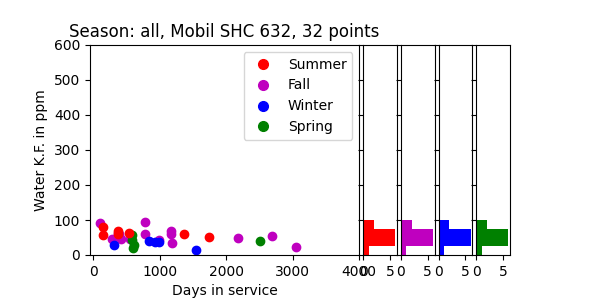 Season: all, Mobil SHC 632, 32 points
600
500
400
300
200
100
0
Water K.F. in ppm
Summer
Fall
Winter
Spring
0 1000 2000 3000 4000
0 5 0 5 0 5 0 5
Days in service